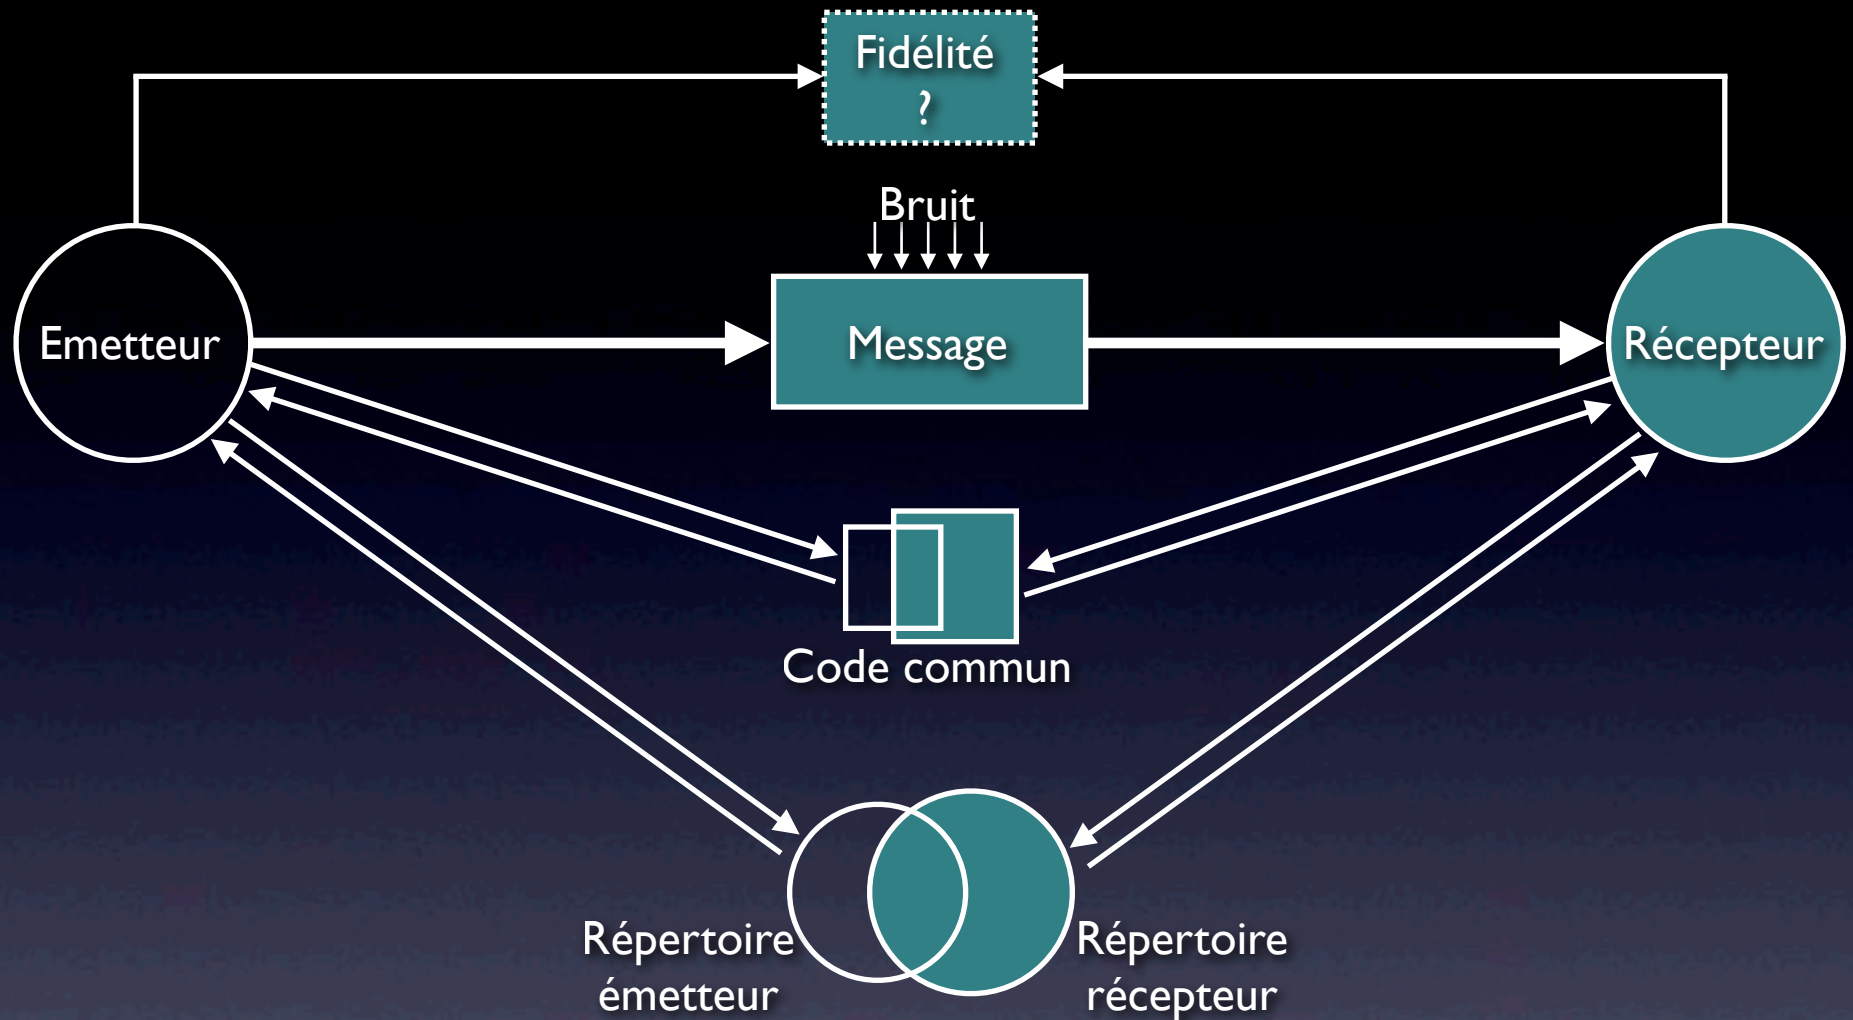 Fidélité
?
Bruit
Emetteur
Message
Récepteur
Code commun
Répertoire
émetteur
Répertoire
récepteur